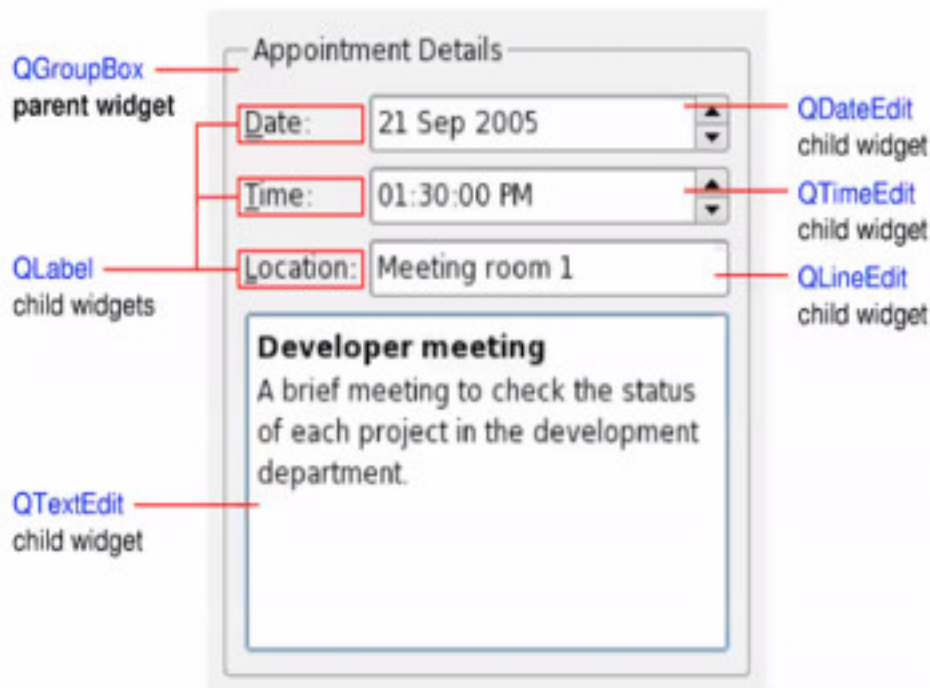 Appointment Details
QGroupBox
parent widget
Date:
21 Sep 2005
QDateEdit
child widget
Time:
01:30:00 PM
QTimeEdit
child widget
QLabel
child widgets
Location:
Meeting room 1
QLineEdit
child widget
Developer meeting
A brief meeting to check the status
of each project in the development
department.
QTextEdit
child widget